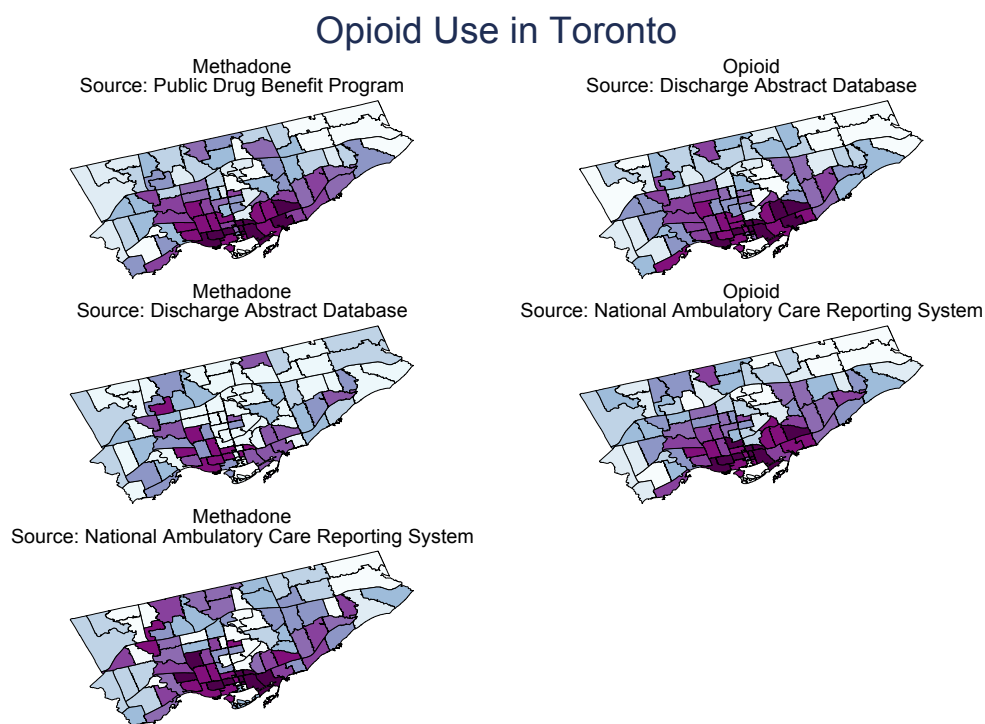 Opioid Use in Toronto
Methadone
Source: Public Drug Benefit Program
Opioid
Source: Discharge Abstract Database
Methadone
Source: Discharge Abstract Database
Opioid
Source: National Ambulatory Care Reporting System
Methadone
Source: National Ambulatory Care Reporting System